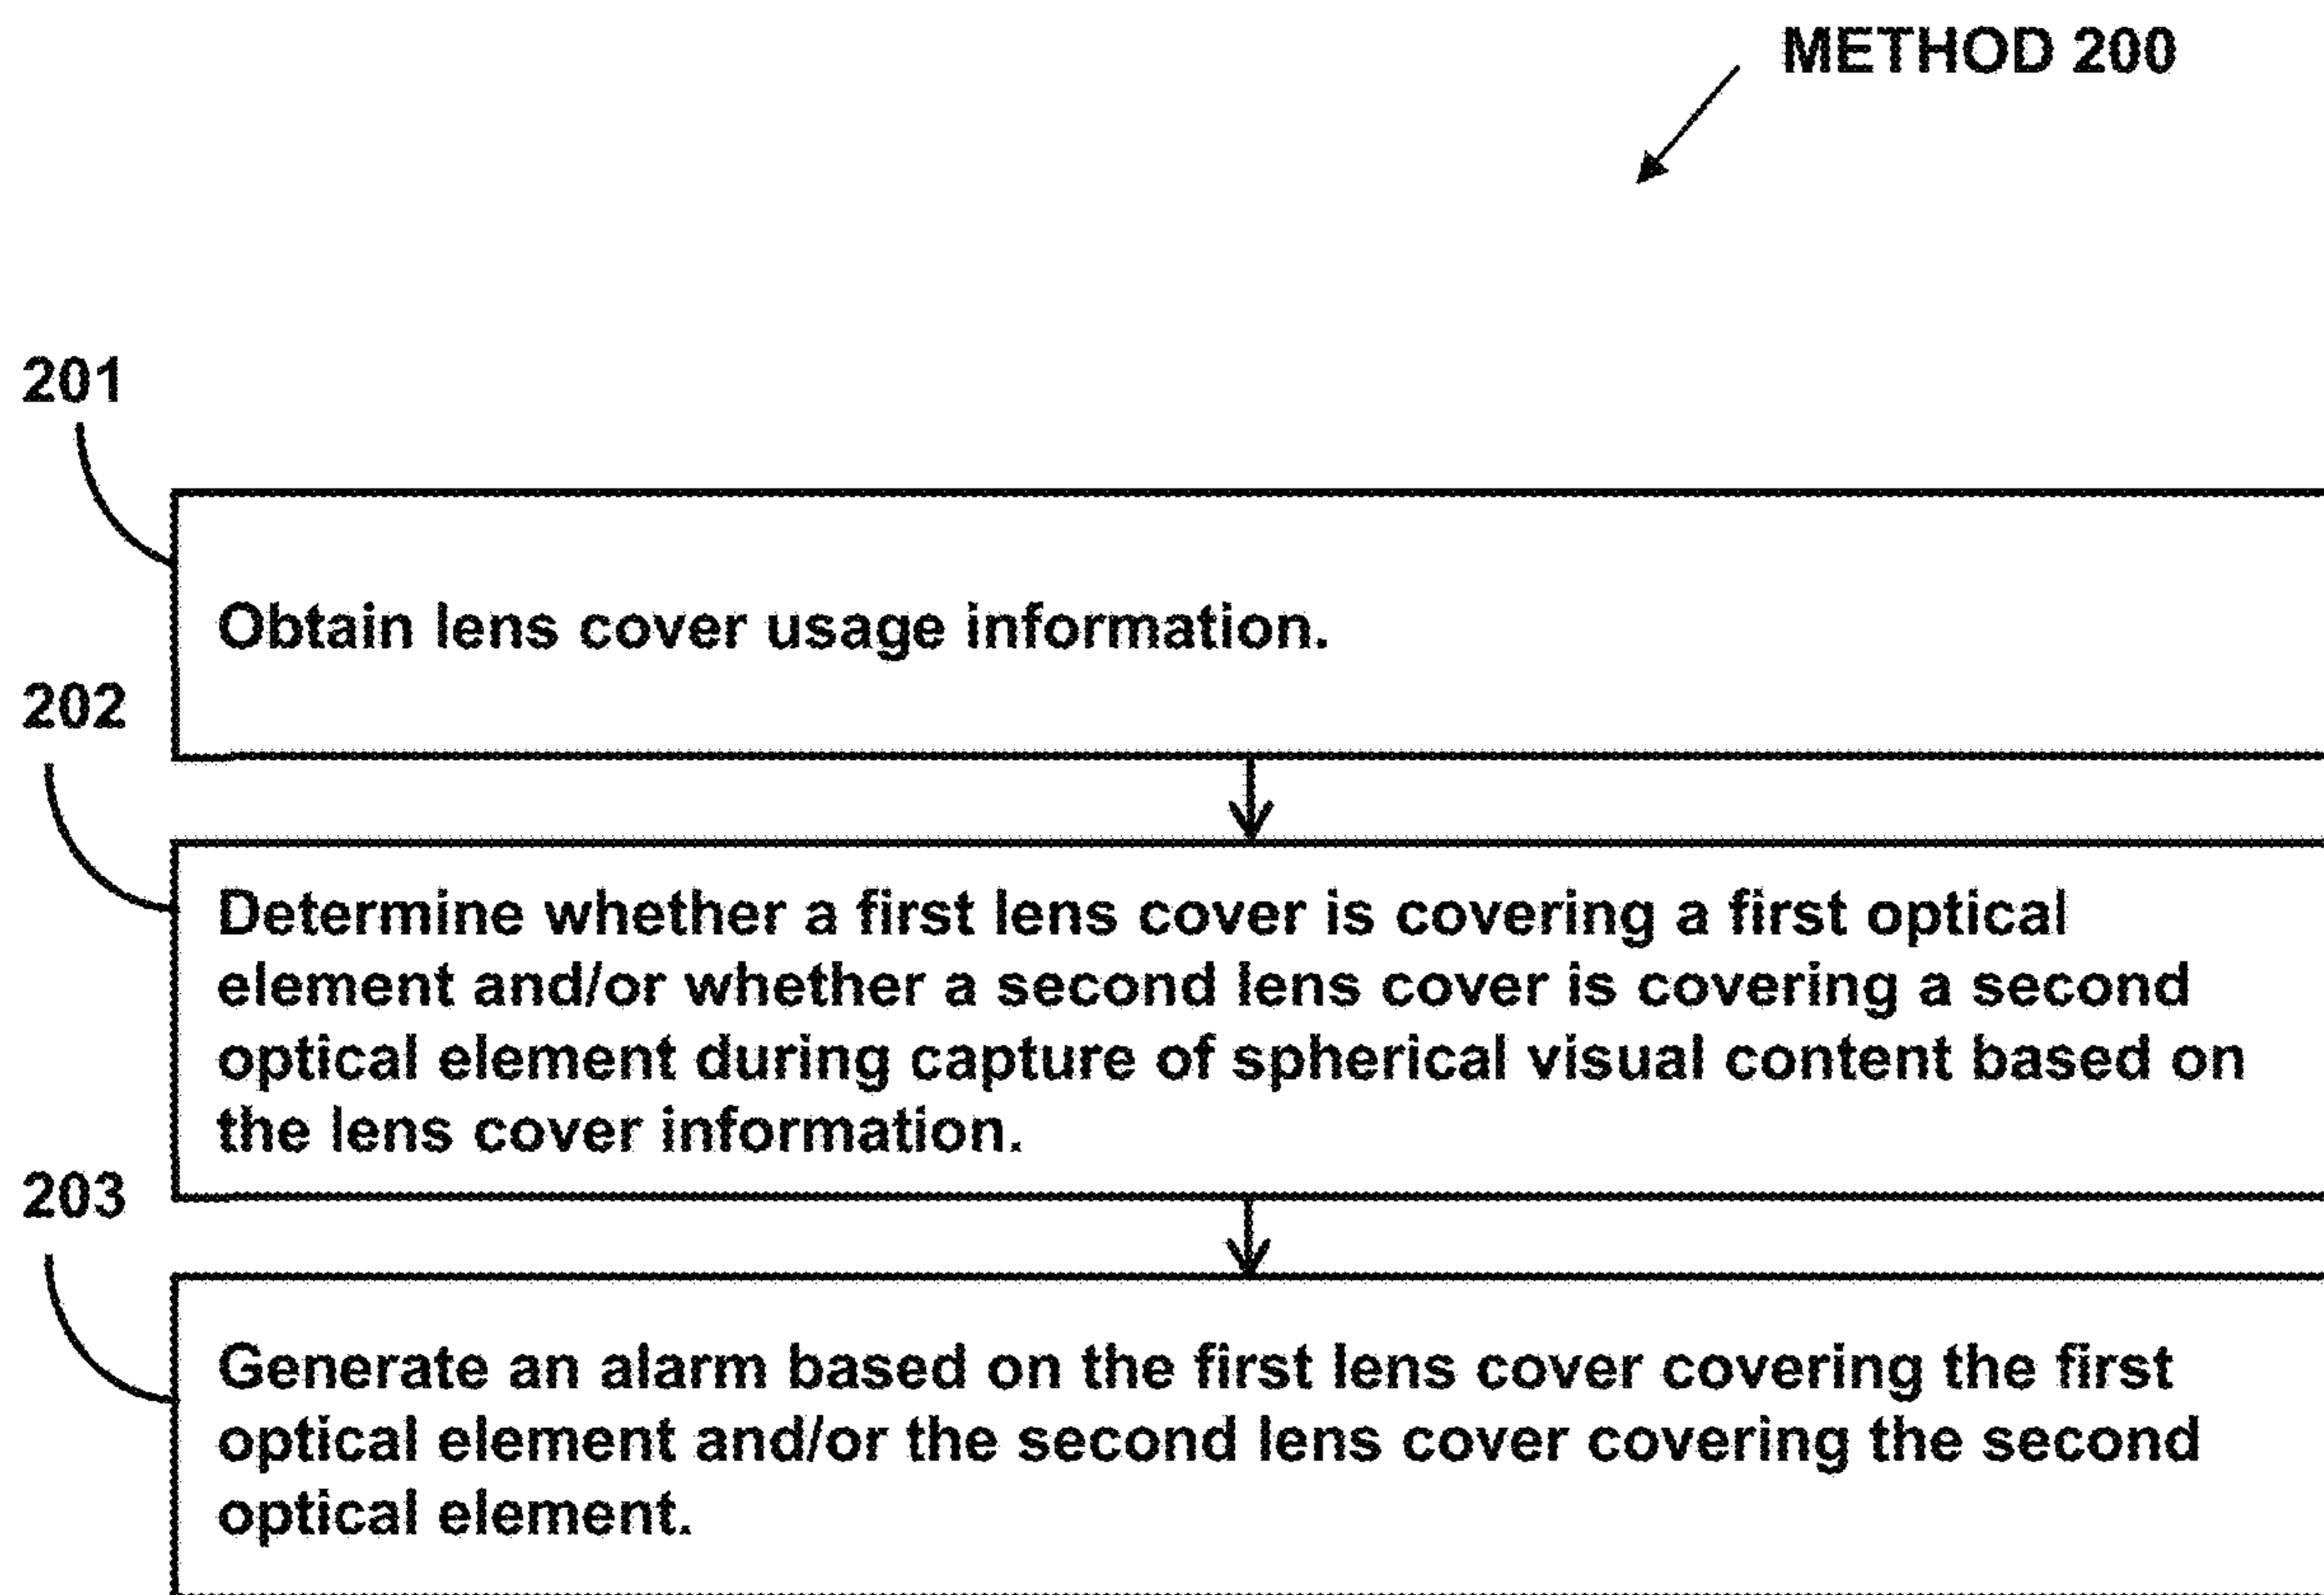 METHOD 200
201
Obtain lens cover usage information.
202
Determine whether a first lens cover is covering a first optical
element and/or whether a second lens cover is covering a second
optical element during capture of spherical visual content based on
the lens cover information.
203
Generate an alarm based on the first lens cover covering the first
optical element and/or the second lens cover covering the second
optical element.